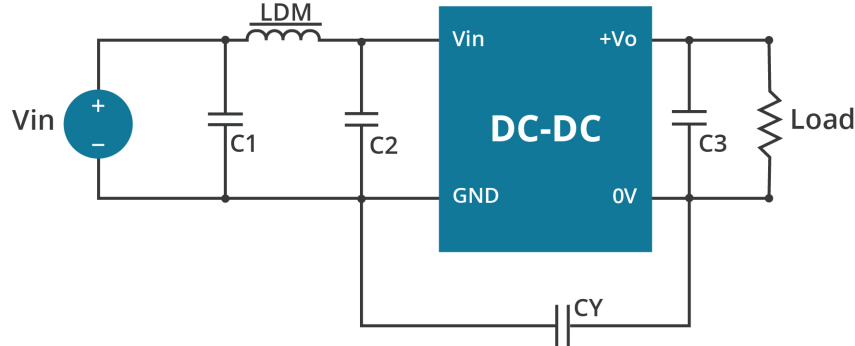 LDM
Vin
+Vo
Vin
+
−
C1
C2
DC-DC
C3
Load
GND
0V
CY